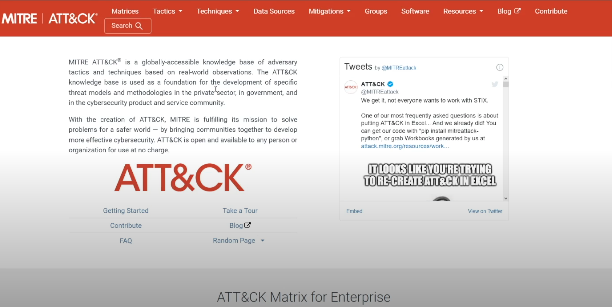 MITRE | ATT&CK®
Matrices Tactics Techniques Data Sources Mitigations Groups Software Resources Blog Contribute
Search
MITRE ATT&CK® is a globally-accessible knowledge base of adversary
tactics and techniques based on real-world observations. The ATT&CK
knowledge base is used as a foundation for the development of specific
threat models and methodologies in the private sector, in government, and
in the cybersecurity product and service community.
With the creation of ATT&CK, MITRE is fulfilling its mission to solve
problems for a safer world — by bringing communities together to develop
more effective cybersecurity. ATT&CK is open and available to any person or
organization for use at no charge.
ATT&CK®
Getting Started Take a Tour
Contribute Blog
FAQ Random Page
Tweets by @MITREattack
ATT&CK
@MITREattack
We get it, not everyone wants to work with STIX.
One of our most frequently asked questions is about
putting ATT&CK in Excel... And we already did! You
can get our code with "pip install mitreattack-
python", or grab Workbooks generated by us at
attack.mitre.org/resources/work...
IT LOOKS LIKE YOU'RE TRYING
TO RE-CREATE ATT&CK IN EXCEL
Embed View on Twitter
ATT&CK Matrix for Enterprise